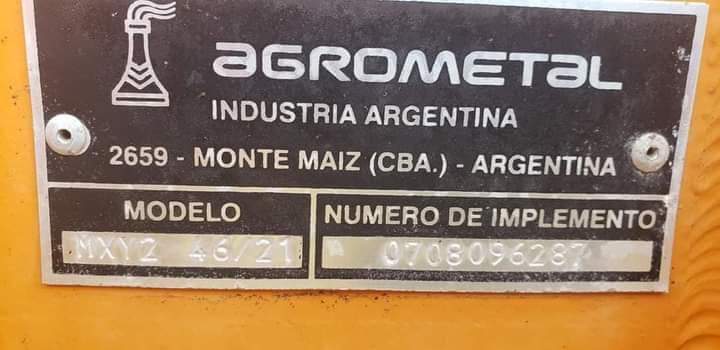 AGROMETAL
INDUSTRIA ARGENTINA
2659 - MONTE MAIZ (CBA.) - ARGENTINA
MODELO
NUMERO DE IMPLEMENTO
MXY2 46/21
0708096287